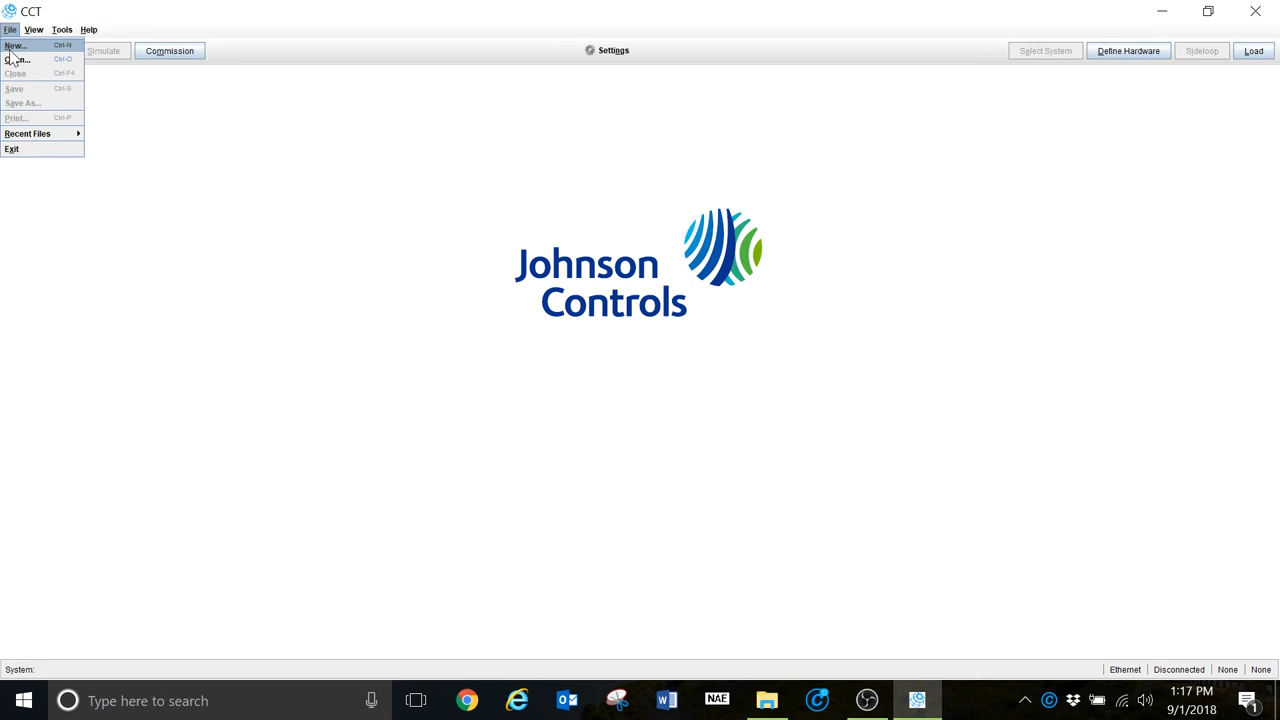 CCT
File View Tools Help
Simulate Commission Settings Select System Define Hardware Sideloop Load
New... Ctrl-N
Ctrl-O
Close Ctrl-F4
Save Ctrl-S
Save As...
Print... Ctrl-P
Recent Files
Exit
Johnson
Controls
System: Ethernet Disconnected None None
Type here to search NAE 1:17 PM
9/1/2018 1